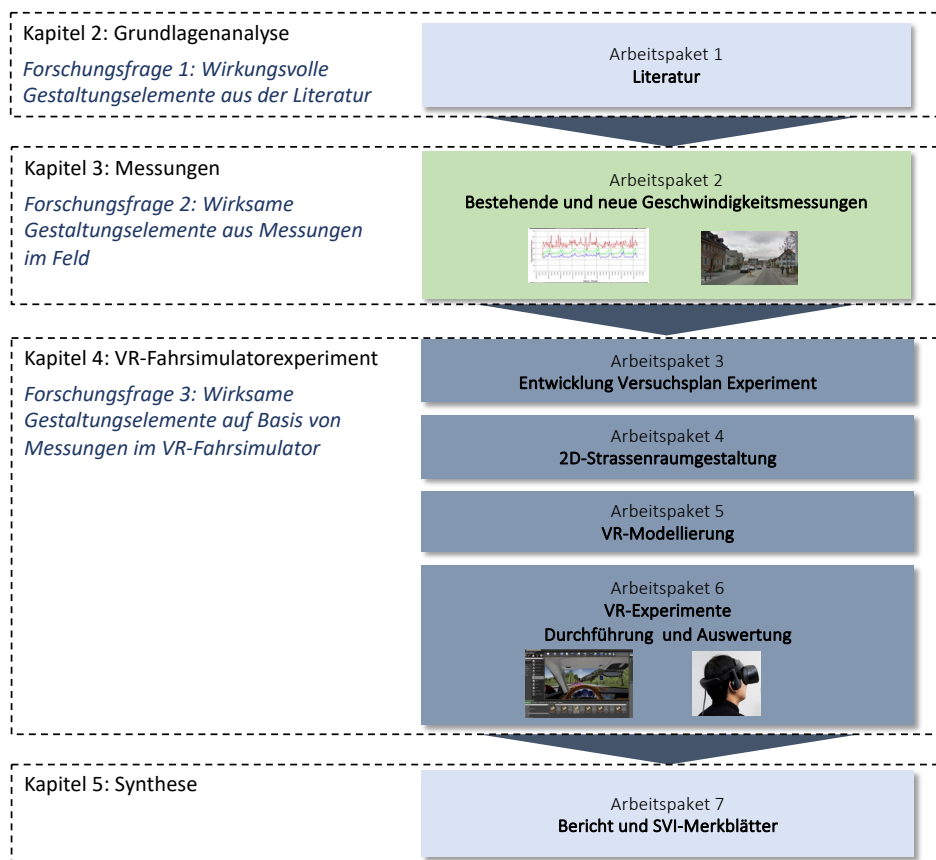 Kapitel 2: Grundlagenanalyse
Forschungsfrage 1: Wirkungsvolle
Gestaltungselemente aus der Literatur
Arbeitspaket 1
Literatur
Kapitel 3: Messungen
Forschungsfrage 2: Wirksame
Gestaltungselemente aus Messungen
im Feld
Arbeitspaket 2
Bestehende und neue Geschwindigkeitsmessungen
Kapitel 4: VR-Fahrsimulatorexperiment
Forschungsfrage 3: Wirksame
Gestaltungselemente auf Basis von
Messungen im VR-Fahrsimulator
Arbeitspaket 3
Entwicklung Versuchsplan Experiment
Arbeitspaket 4
2D-Strassenraumgestaltung
Arbeitspaket 5
VR-Modellierung
Arbeitspaket 6
VR-Experimente
Durchführung und Auswertung
Kapitel 5: Synthese
Arbeitspaket 7
Bericht und SVI-Merkblätter